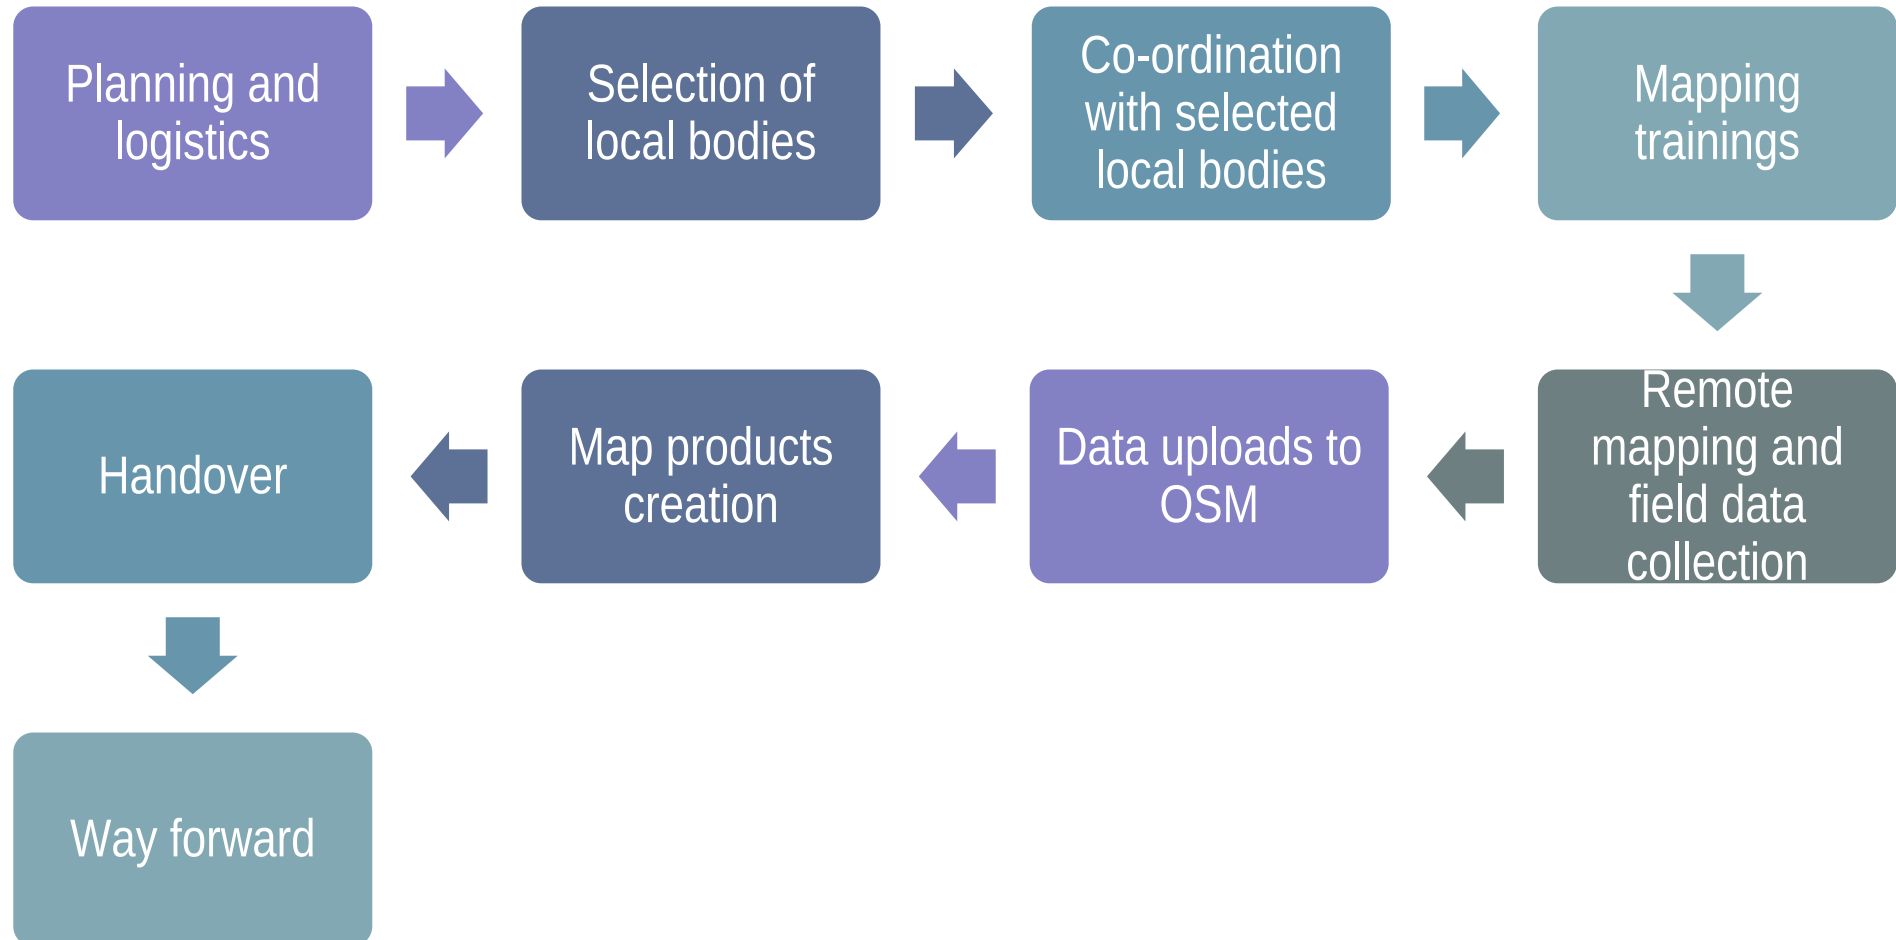 Planning and
logistics
Selection of
local bodies
Co-ordination
with selected
local bodies
Mapping
trainings
Remote
mapping and
field data
collection
Data uploads to
OSM
Map products
creation
Handover
Way forward